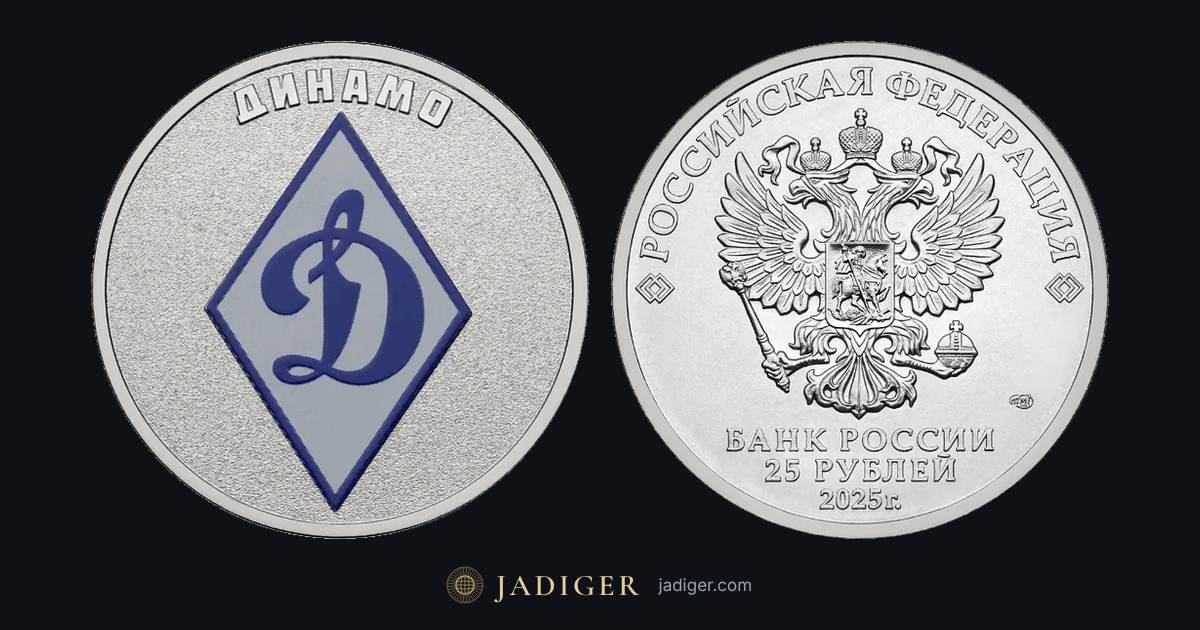 ДИНАМО
Д
РОССИЙСКАЯ ФЕДЕРАЦИЯ
БАНК РОССИИ
25 РУБЛЕЙ
2025г.
JADIGER jadiger.com